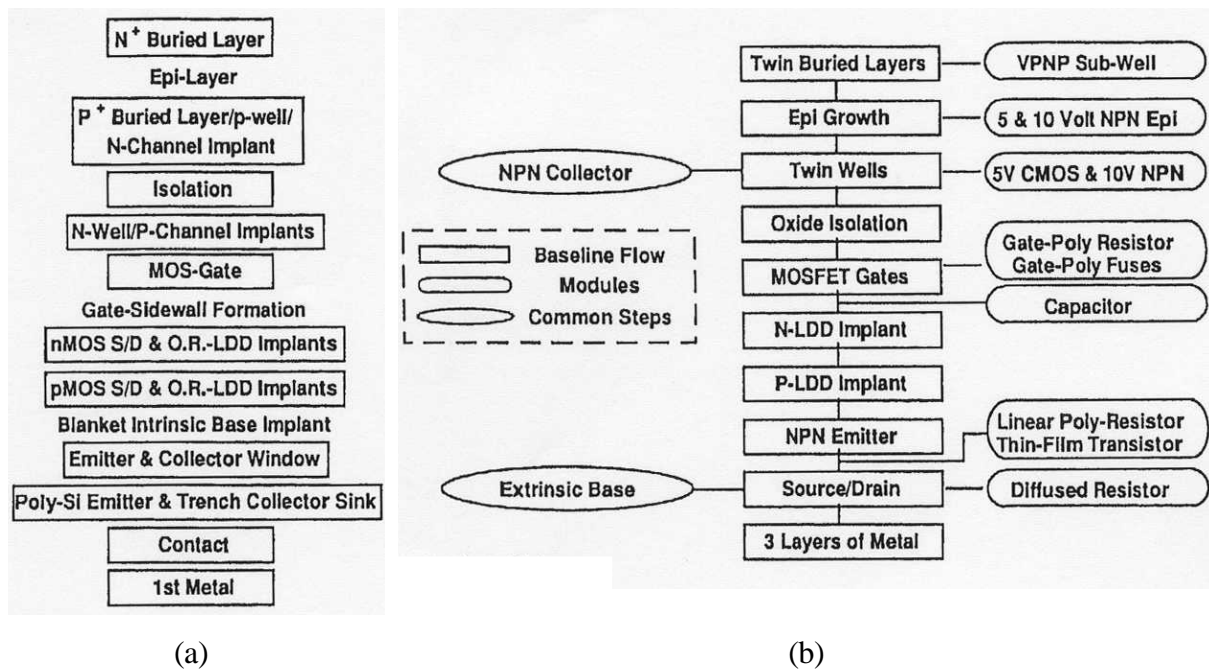 N+ Buried Layer
Epi-Layer
P+ Buried Layer/p-well/
N-Channel Implant
Isolation
N-Well/P-Channel Implants
MOS-Gate
Gate-Sidewall Formation
nMOS S/D & O.R.-LDD Implants
pMOS S/D & O.R.-LDD Implants
Blanket Intrinsic Base Implant
Emitter & Collector Window
Poly-Si Emitter & Trench Collector Sink
Contact
1st Metal
(a)
Twin Buried Layers
VPNP Sub-Well
Epi Growth
5 & 10 Volt NPN Epi
NPN Collector
Twin Wells
5V CMOS & 10V NPN
Oxide Isolation
Baseline Flow
Modules
Common Steps
MOSFET Gates
Gate-Poly Resistor
Gate-Poly Fuses
Capacitor
N-LDD Implant
P-LDD Implant
NPN Emitter
Linear Poly-Resistor
Thin-Film Transistor
Extrinsic Base
Source/Drain
Diffused Resistor
3 Layers of Metal
(b)